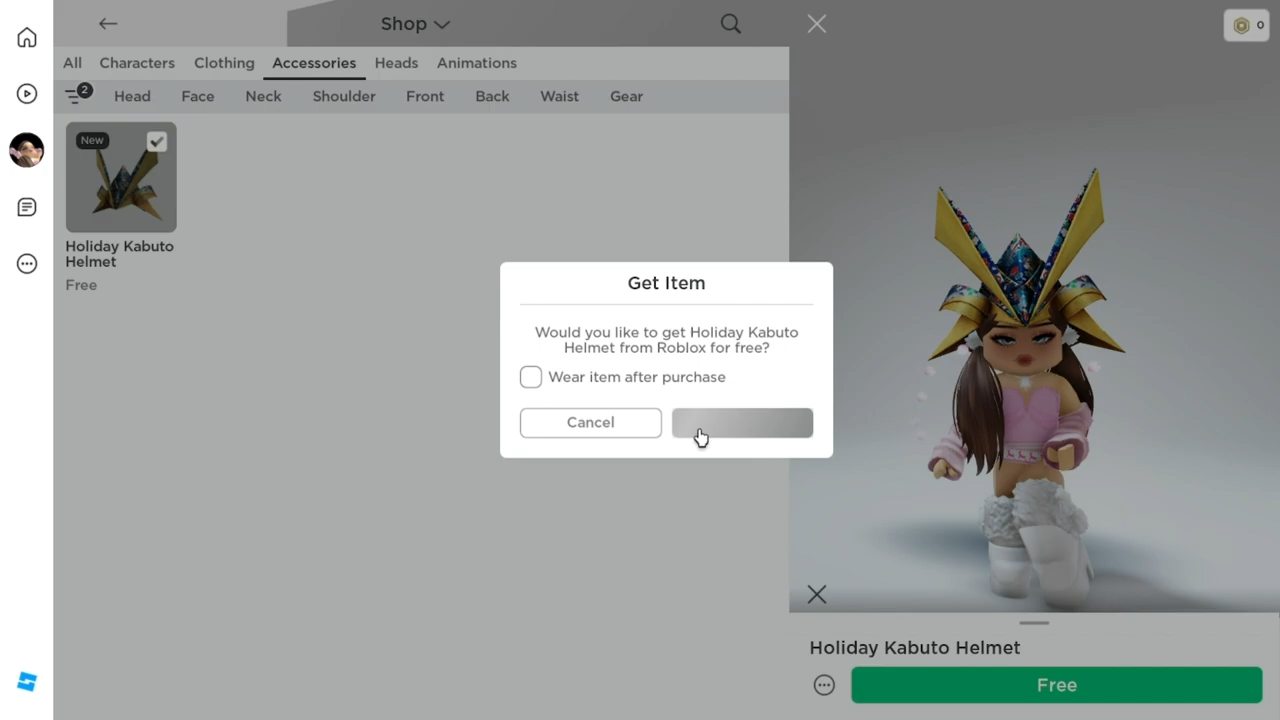 Shop
0
All Characters Clothing Accessories Heads Animations
2
Head Face Neck Shoulder Front Back Waist Gear
New
Holiday Kabuto
Helmet
Free
Get Item
Would you like to get Holiday Kabuto
Helmet from Roblox for free?
Wear item after purchase
Cancel
Holiday Kabuto Helmet
Free